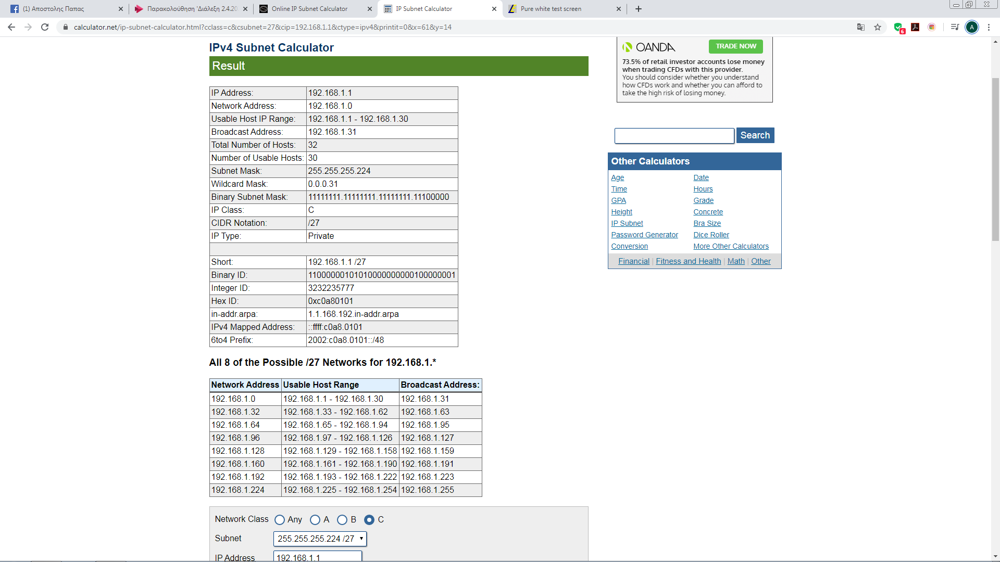 (1) Αποστολης Παπας
Παρακολούθηση 'Διάλεξη 2.4.20
Online IP Subnet Calculator
IP Subnet Calculator
Pure white test screen
calculator.net/ip-subnet-calculator.html?cclass=c&csubnet=27&cip=192.168.1.1&ctype=ipv4&printit=0&x=61&y=14
6
A
IPv4 Subnet Calculator
Result
IP Address: 192.168.1.1
Network Address: 192.168.1.0
Usable Host IP Range: 192.168.1.1 - 192.168.1.30
Broadcast Address: 192.168.1.31
Total Number of Hosts: 32
Number of Usable Hosts: 30
Subnet Mask: 255.255.255.224
Wildcard Mask: 0.0.0.31
Binary Subnet Mask: 11111111.11111111.11111111.11100000
IP Class: C
CIDR Notation: /27
IP Type: Private
Short: 192.168.1.1 /27
Binary ID: 11000000101010000000000100000001
Integer ID: 3232235777
Hex ID: 0xc0a80101
in-addr.arpa: 1.1.168.192.in-addr.arpa
IPv4 Mapped Address: ::ffff:c0a8.0101
6to4 Prefix: 2002:c0a8.0101::/48
All 8 of the Possible /27 Networks for 192.168.1.*
Network Address Usable Host Range Broadcast Address:
192.168.1.0 192.168.1.1 - 192.168.1.30 192.168.1.31
192.168.1.32 192.168.1.33 - 192.168.1.62 192.168.1.63
192.168.1.64 192.168.1.65 - 192.168.1.94 192.168.1.95
192.168.1.96 192.168.1.97 - 192.168.1.126 192.168.1.127
192.168.1.128 192.168.1.129 - 192.168.1.158 192.168.1.159
192.168.1.160 192.168.1.161 - 192.168.1.190 192.168.1.191
192.168.1.192 192.168.1.193 - 192.168.1.222 192.168.1.223
192.168.1.224 192.168.1.225 - 192.168.1.254 192.168.1.255
Network Class Any A B C
Subnet 255.255.255.224 /27
IP Address 192.168.1.1
OANDA TRADE NOW
73.5% of retail investor accounts lose money
when trading CFDs with this provider.
You should consider whether you understand
how CFDs work and whether you can afford to
take the high risk of losing money.
Search
Other Calculators
Age Date
Time Hours
GPA Grade
Height Concrete
IP Subnet Bra Size
Password Generator Dice Roller
Conversion More Other Calculators
Financial | Fitness and Health | Math | Other